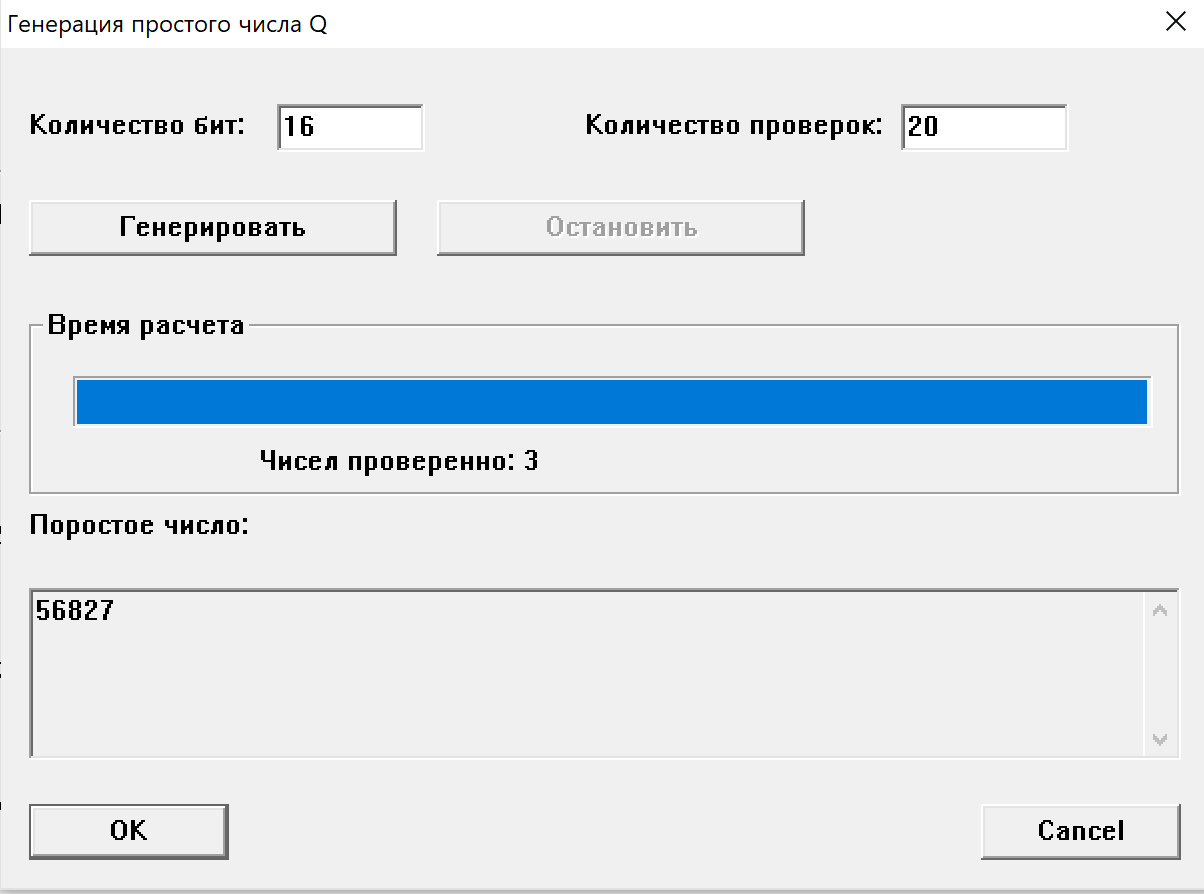 Генерация простого числа Q
Количество бит: 16 Количество проверок: 20
Генерировать Остановить
Время расчета
Чисел проверенно: 3
Поростое число:
56827
OK Cancel